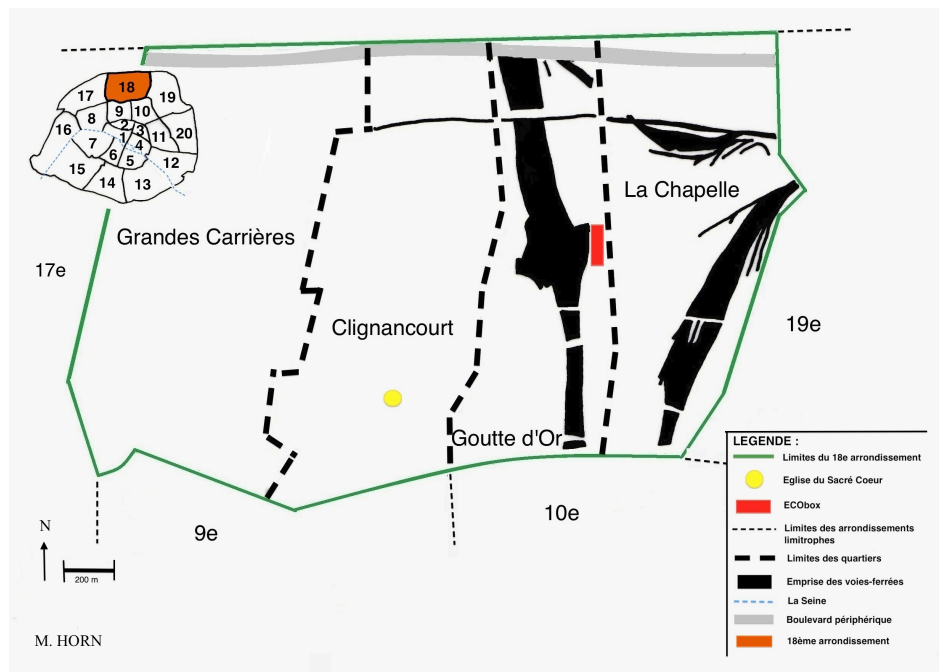 18
17
19
9
10
8
2
3
16
1
11
20
7
4
6
5
12
15
14
13
La Chapelle
Grandes Carrières
17e
Clignancourt
19e
Goutte d'Or
10e
9e
N
200 m
M. HORN
LEGENDE :
Limites du 18e arrondissement
Eglise du Sacré Coeur
ECObox
Limites des arrondissements
limitrophes
Limites des quartiers
Emprise des voies-ferrées
La Seine
Boulevard périphérique
18ème arrondissement